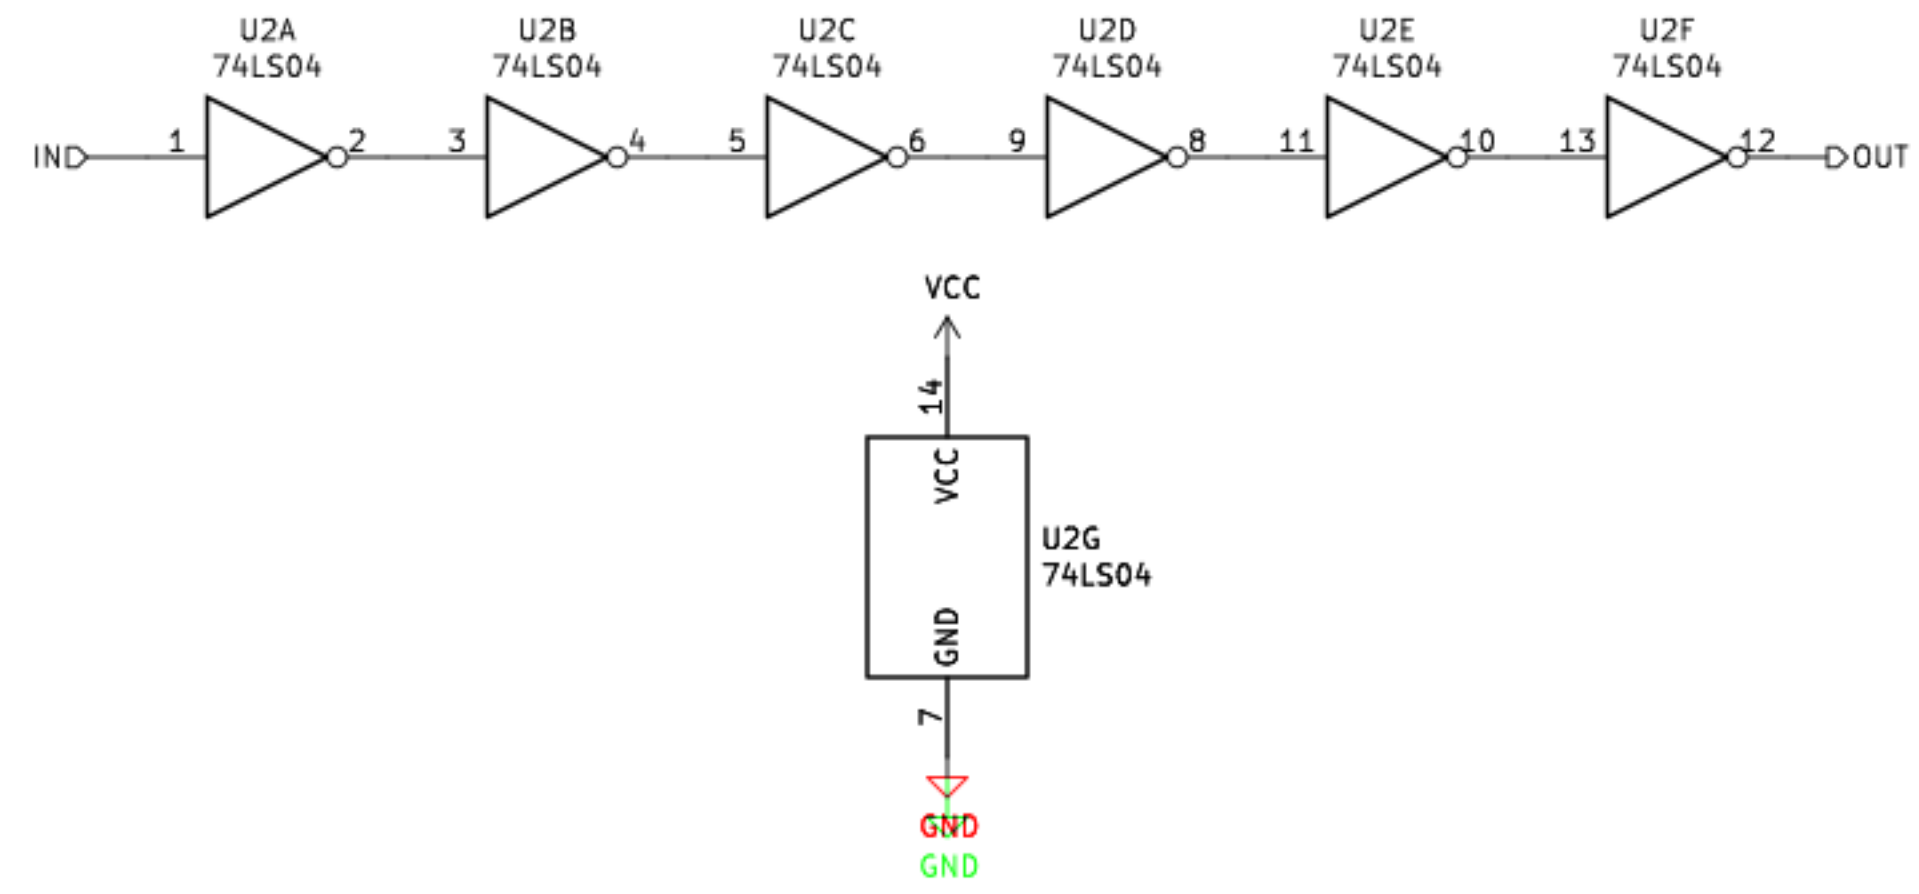 U2A U2B U2C U2D U2E U2F
74LS04 74LS04 74LS04 74LS04 74LS04 74LS04
IN 1 2 3 4 5 6 9 8 11 10 13 12 OUT
VCC
14
VCC
U2G
74LS04
GND
7
GND
GND